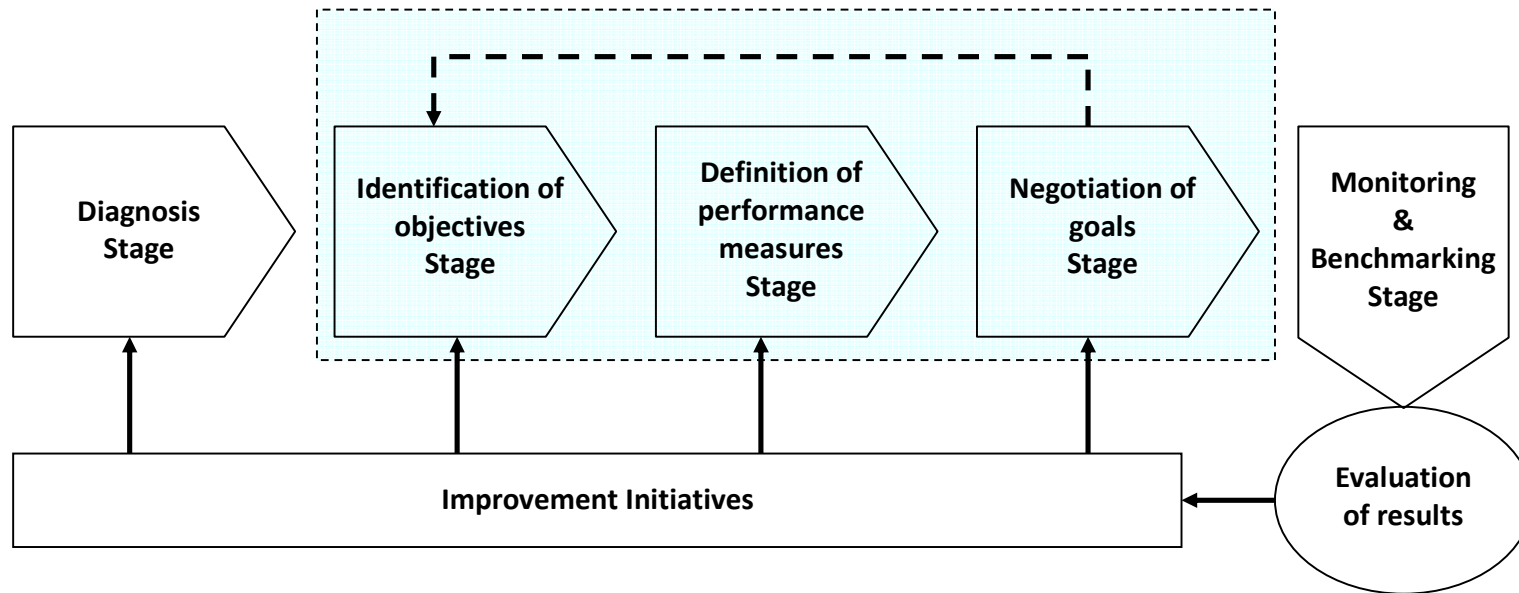 Diagnosis
Stage
Identification of
objectives
Stage
Definition of
performance
measures
Stage
Negotiation of
goals
Stage
Monitoring
&
Benchmarking
Stage
Improvement Initiatives
Evaluation
of results